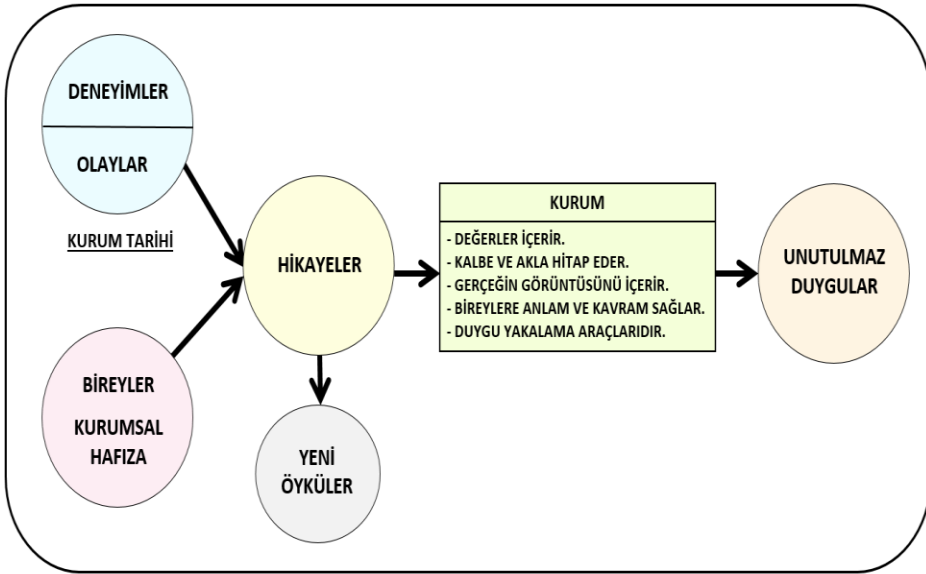 DENEYİMLER
OLAYLAR
KURUM TARİHİ
BİREYLER
KURUMSAL
HAFIZA
HİKAYELER
YENİ
ÖYKÜLER
KURUM
- DEĞERLER İÇERİR.
- KALBE VE AKLA HİTAP EDER.
- GERÇEĞİN GÖRÜNTÜSÜNÜ İÇERİR.
- BİREYLERE ANLAM VE KAVRAM SAĞLAR.
- DUYGU YAKALAMA ARAÇLARIDIR.
UNUTULMAZ
DUYGULAR